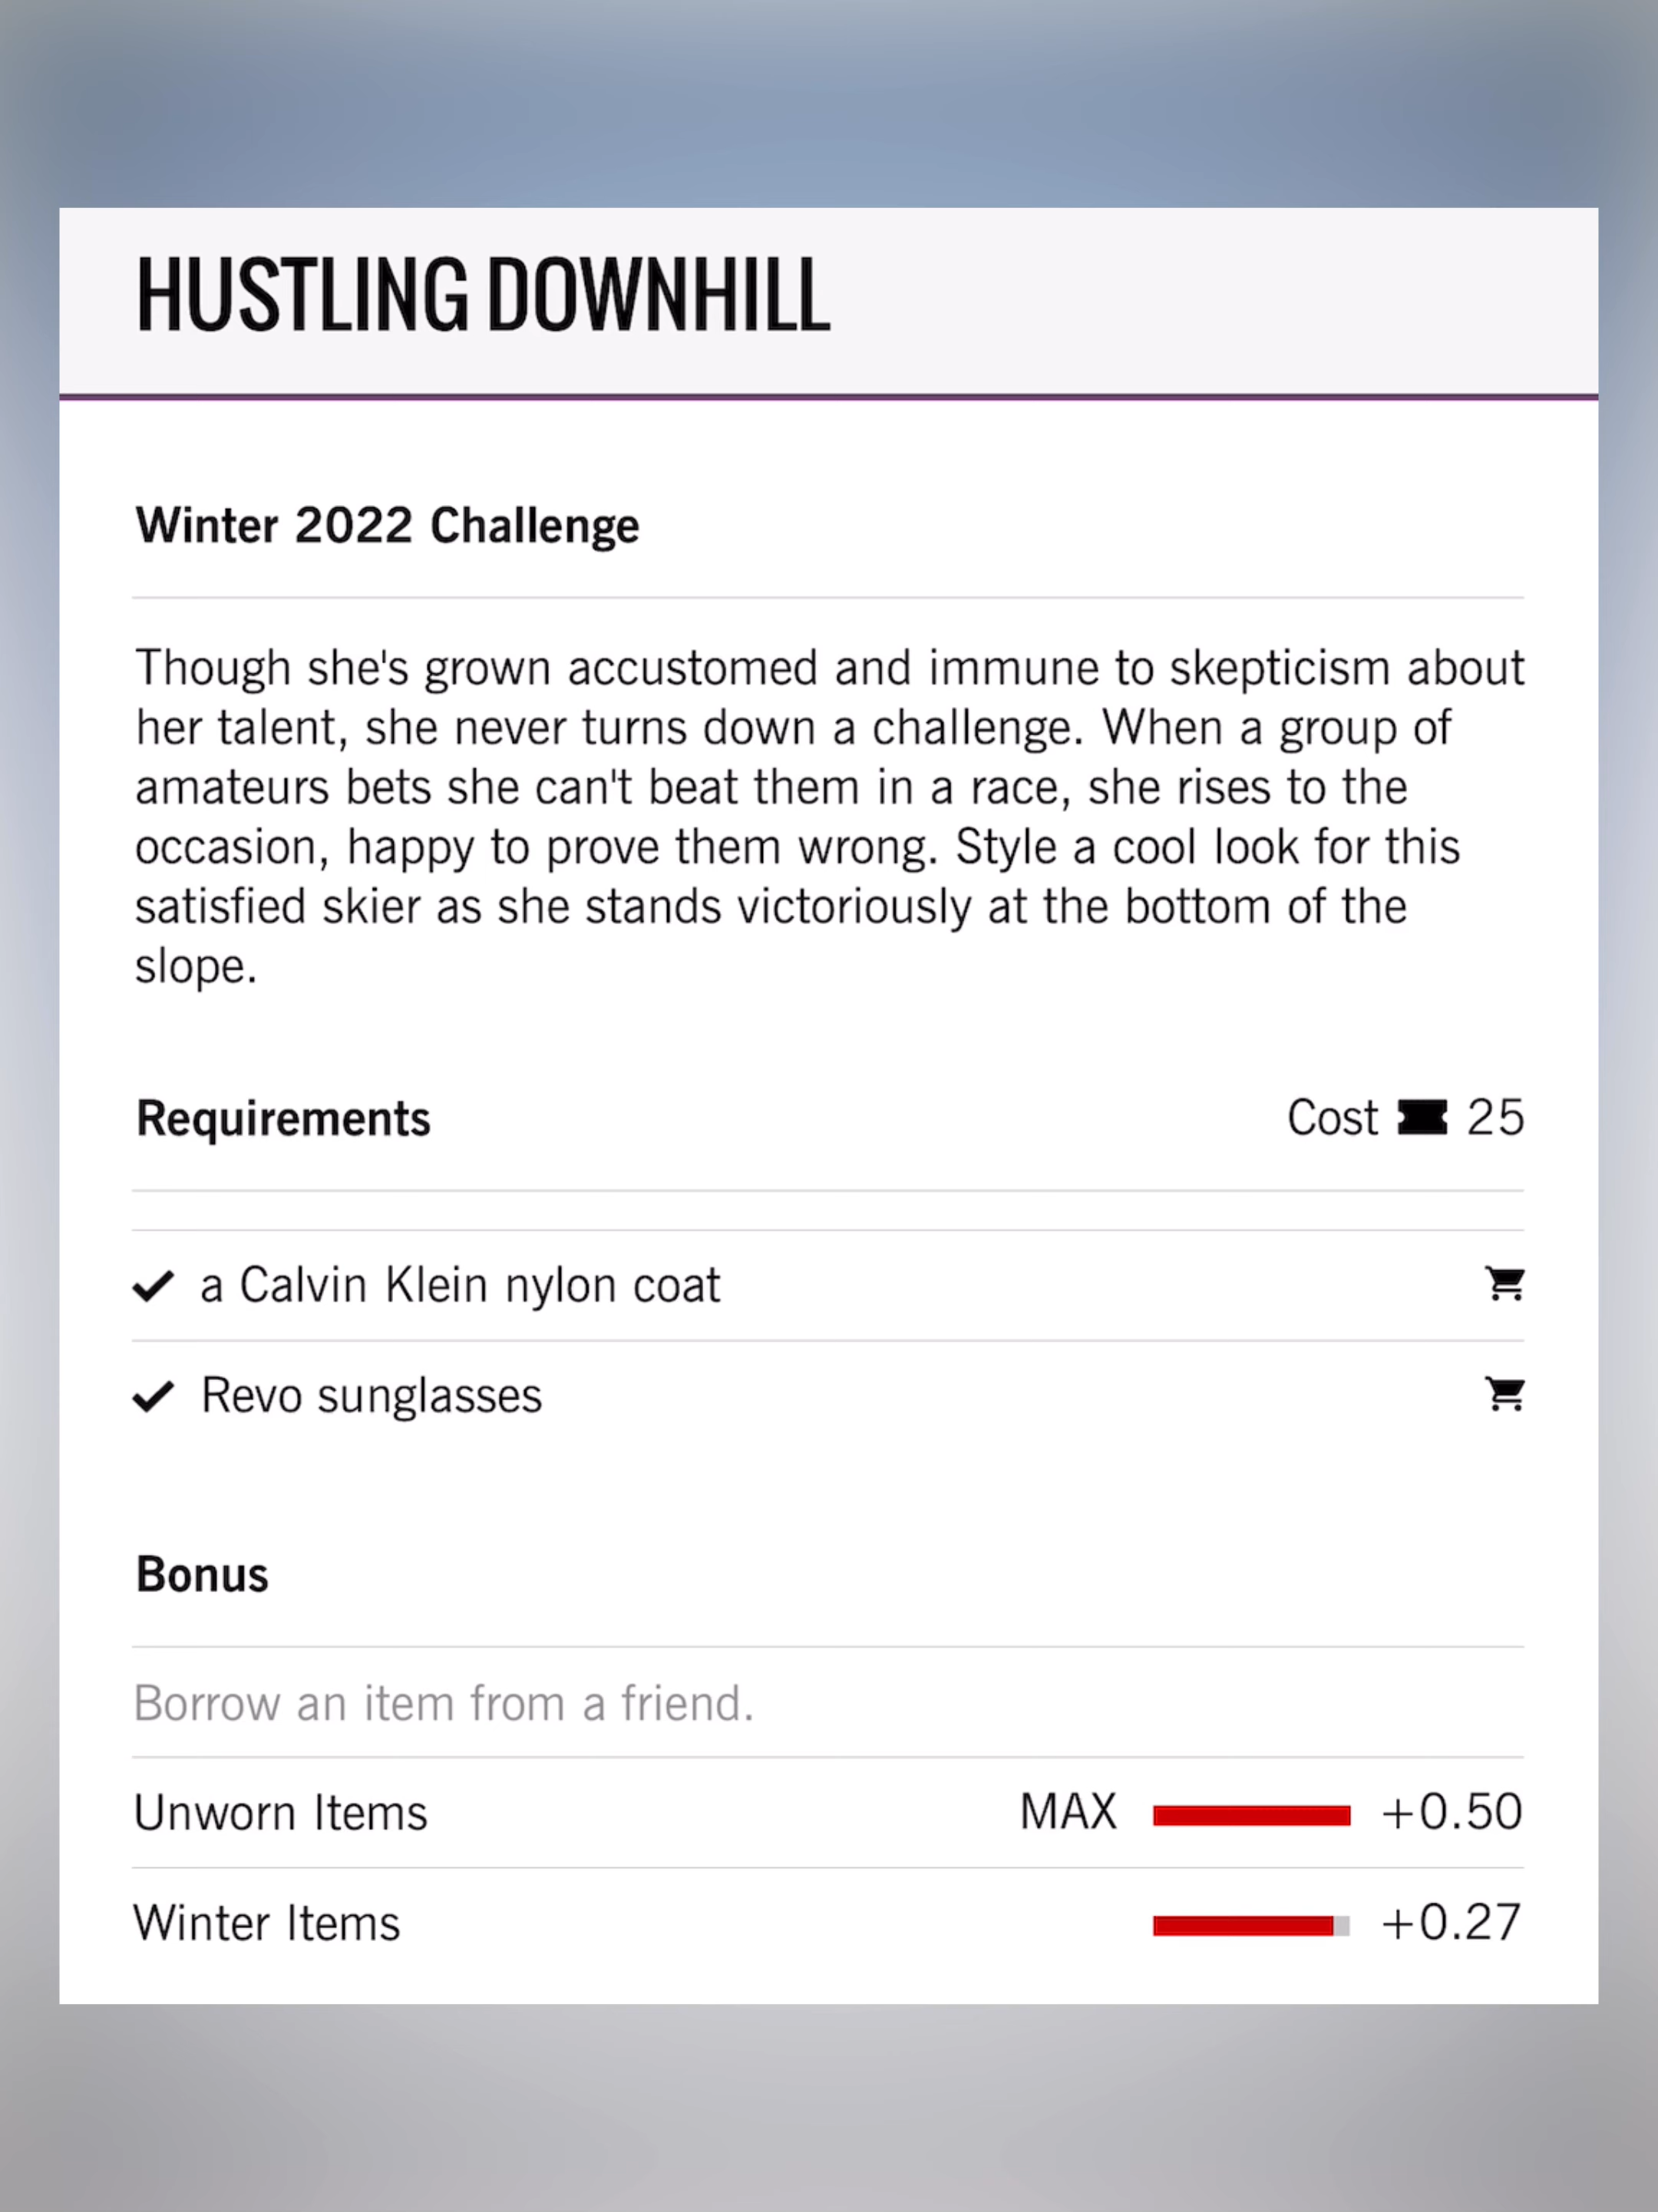 HUSTLING DOWNHILL
Winter 2022 Challenge
Though she's grown accustomed and immune to skepticism about
her talent, she never turns down a challenge. When a group of
amateurs bets she can't beat them in a race, she rises to the
occasion, happy to prove them wrong. Style a cool look for this
satisfied skier as she stands victoriously at the bottom of the
slope.
Requirements Cost 25
a Calvin Klein nylon coat
Revo sunglasses
Bonus
Borrow an item from a friend.
Unworn Items MAX +0.50
Winter Items +0.27